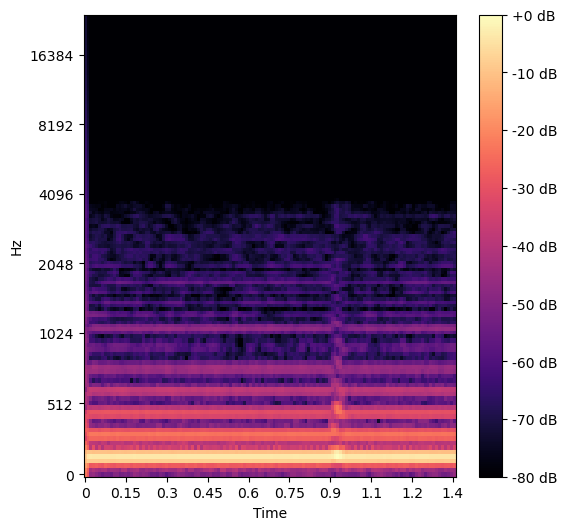 16384
8192
4096
2048
1024
512
0
Hz
0
0.15
0.3
0.45
0.6
0.75
0.9
1.1
1.2
1.4
Time
+0 dB
-10 dB
-20 dB
-30 dB
-40 dB
-50 dB
-60 dB
-70 dB
-80 dB